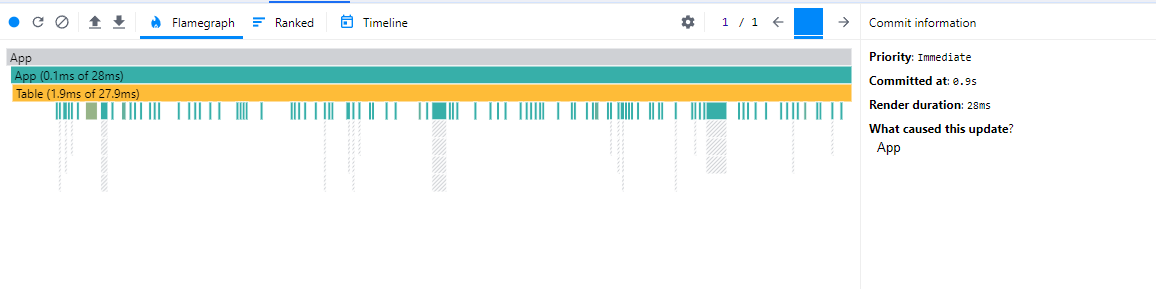 Flamegraph Ranked Timeline 1 / 1 Commit information
App
App (0.1ms of 28ms)
Table (1.9ms of 27.9ms)
Priority: Immediate
Committed at: 0.9s
Render duration: 28ms
What caused this update?
App